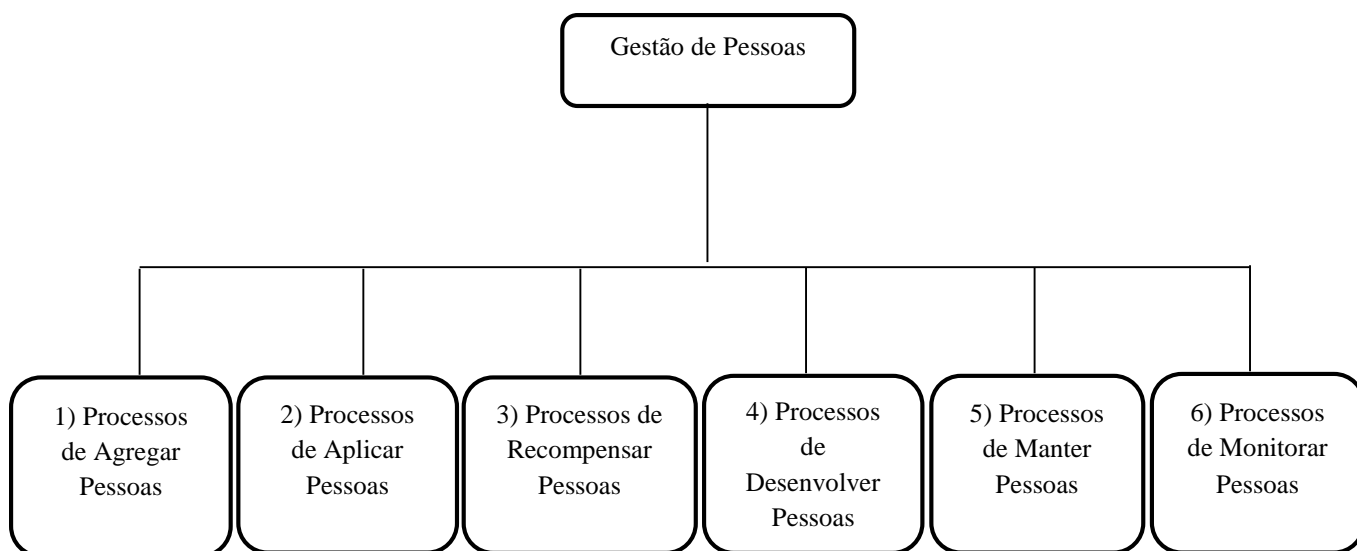 Gestão de Pessoas
1) Processos
de Agregar
Pessoas
2) Processos
de Aplicar
Pessoas
3) Processos de
Recompensar
Pessoas
4) Processos
de
Desenvolver
Pessoas
5) Processos
de Manter
Pessoas
6) Processos
de Monitorar
Pessoas